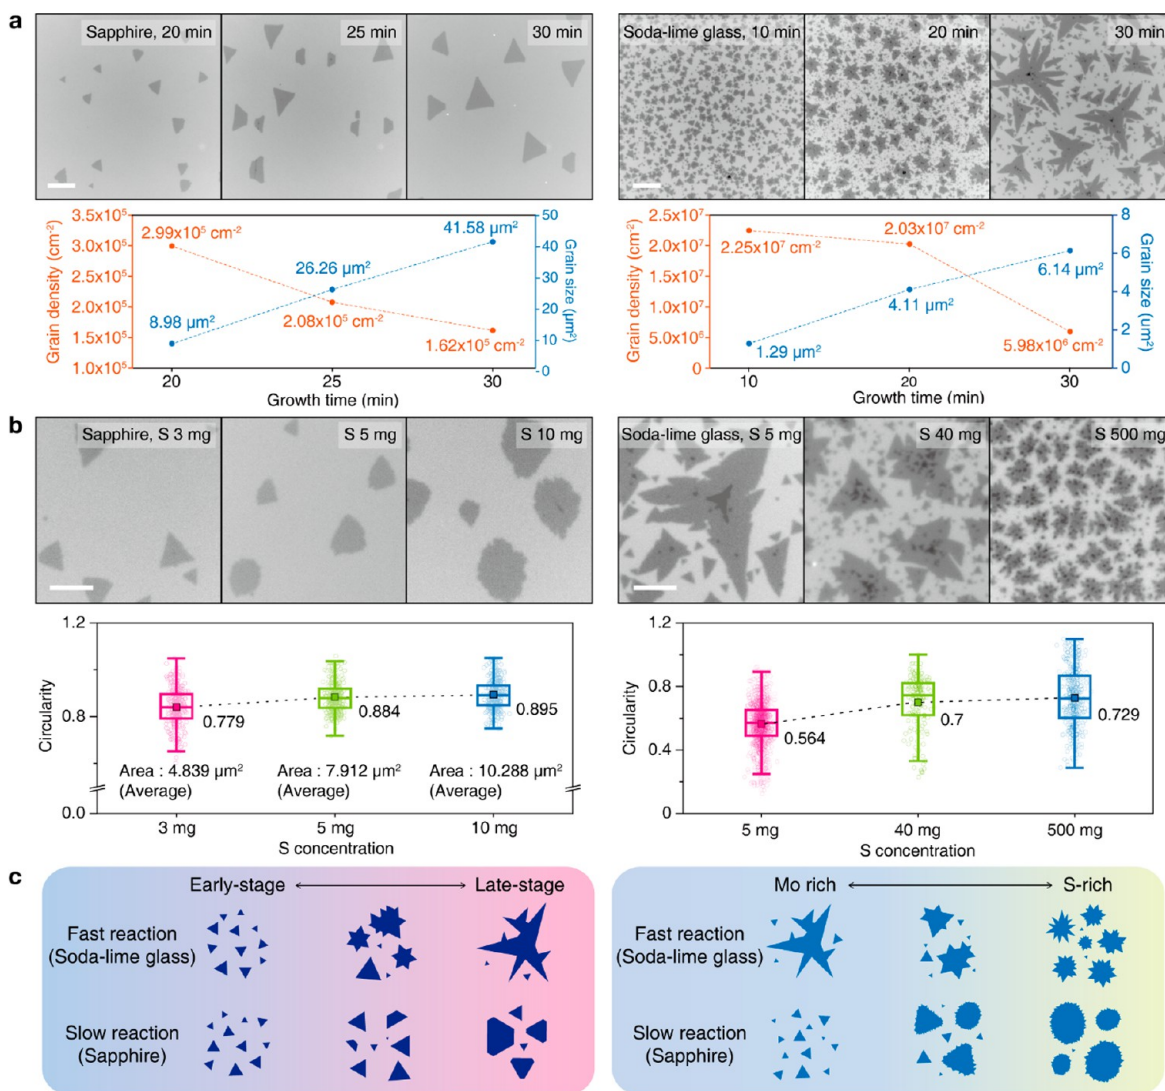 a
Sapphire, 20 min
25 min
30 min
Soda-lime glass, 10 min
20 min
30 min
Grain density (cm⁻²)
3.5x10⁵
3.0x10⁵
2.5x10⁵
2.0x10⁵
1.5x10⁵
1.0x10⁵
2.99x10⁵ cm⁻²
2.08x10⁵ cm⁻²
1.62x10⁵ cm⁻²
8.98 µm²
26.26 µm²
41.58 µm²
50
40
30
20
10
0
Grain size (µm²)
20
25
30
Growth time (min)
Grain density (cm⁻²)
2.5x10⁷
2.0x10⁷
1.5x10⁷
1.0x10⁷
5.0x10⁶
0
2.25x10⁷ cm⁻²
2.03x10⁷ cm⁻²
5.98x10⁶ cm⁻²
1.29 µm²
4.11 µm²
6.14 µm²
8
6
4
2
0
Grain size (um²)
10
20
30
Growth time (min)
b
Sapphire, S 3 mg
S 5 mg
S 10 mg
Soda-lime glass, S 5 mg
S 40 mg
S 500 mg
Circularity
1.2
0.8
0.0
0.779
0.884
0.895
Area : 4.839 µm²
(Average)
Area : 7.912 µm²
(Average)
Area : 10.288 µm²
(Average)
3 mg
5 mg
10 mg
S concentration
Circularity
1.2
0.8
0.4
0
0.564
0.7
0.729
5 mg
40 mg
500 mg
S concentration
c
Early-stage
Late-stage
Fast reaction
(Soda-lime glass)
Slow reaction
(Sapphire)
Mo rich
S-rich
Fast reaction
(Soda-lime glass)
Slow reaction
(Sapphire)